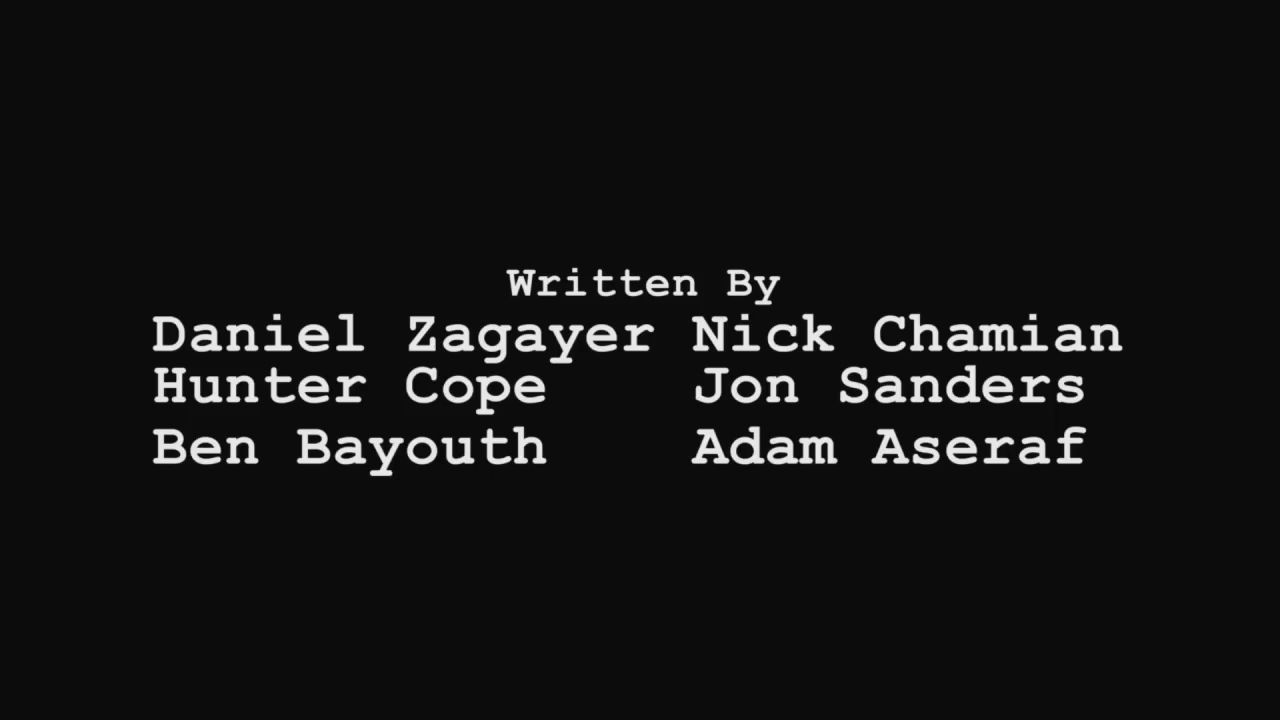 Written By
Daniel Zagayer Nick Chamian
Hunter Cope Jon Sanders
Ben Bayouth Adam Aseraf